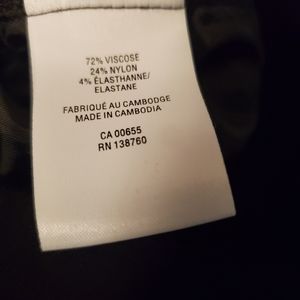 72% VISCOSE
24% NYLON
4% ÉLASTHANNE/
ELASTANE
FABRIQUÉ AU CAMBODGE
MADE IN CAMBODIA
CA 00655
RN 138760